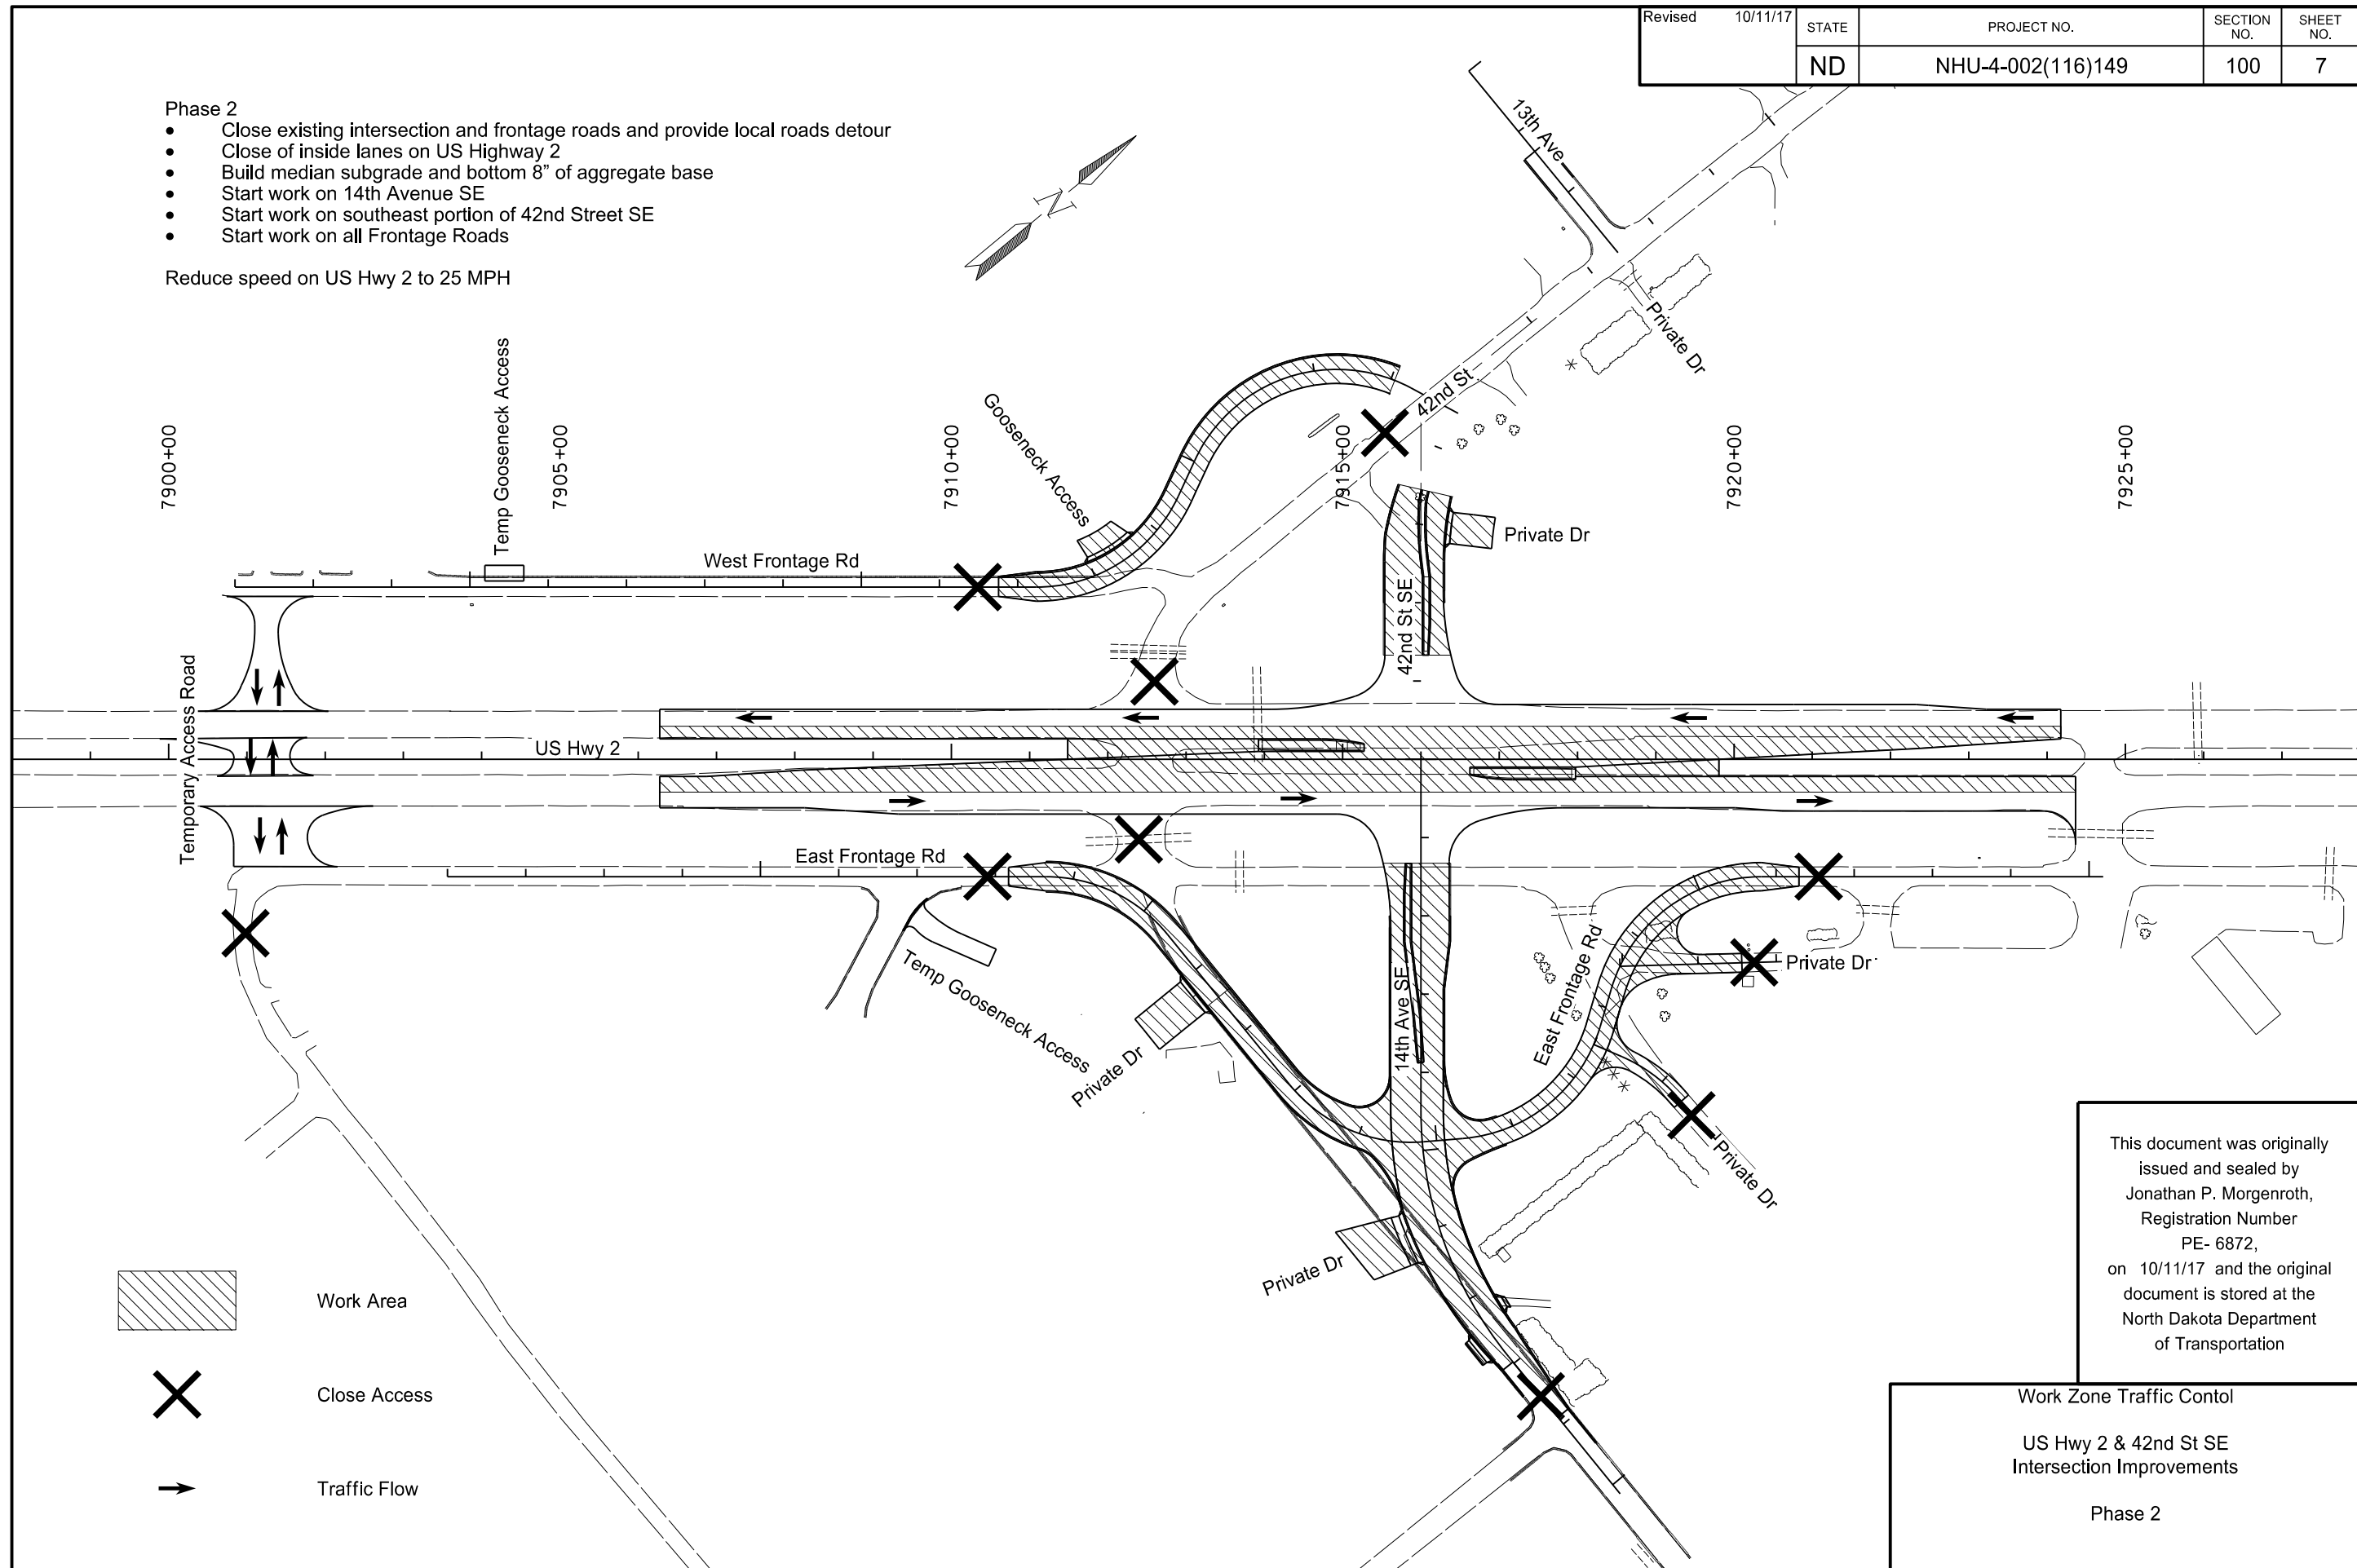 Revised 10/11/17
STATE
PROJECT NO.
SECTION
NO.
SHEET
NO.
ND
NHU-4-002(116)149
100
7
Phase 2
• Close existing intersection and frontage roads and provide local roads detour
• Close of inside lanes on US Highway 2
• Build median subgrade and bottom 8" of aggregate base
• Start work on 14th Avenue SE
• Start work on southeast portion of 42nd Street SE
• Start work on all Frontage Roads
Reduce speed on US Hwy 2 to 25 MPH
N
13th Ave
Private Dr
42nd St
7900+00
Temp Gooseneck Access
7905+00
7910+00
Gooseneck Access
7915+00
7920+00
7925+00
West Frontage Rd
Private Dr
42nd St SE
Temporary Access Road
US Hwy 2
East Frontage Rd
Temp Gooseneck Access
Private Dr
14th Ave SE
East Frontage Rd
Private Dr
Private Dr
Private Dr
Work Area
Close Access
Traffic Flow
This document was originally
issued and sealed by
Jonathan P. Morgenroth,
Registration Number
PE- 6872,
on 10/11/17 and the original
document is stored at the
North Dakota Department
of Transportation
Work Zone Traffic Contol
US Hwy 2 & 42nd St SE
Intersection Improvements
Phase 2